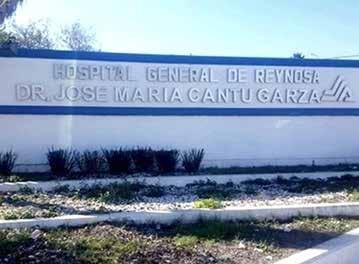 HOSPITAL GENERAL DE REYNOSA
DR. JOSE MARIA CANTU GARZA